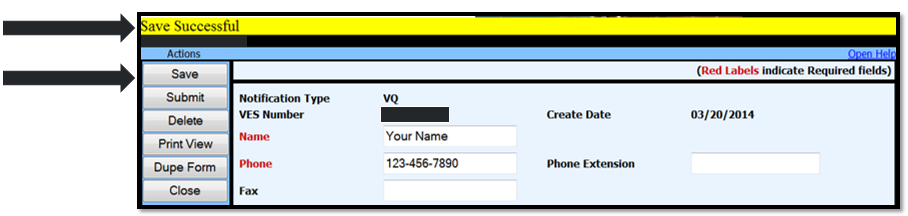 Save Successful
Actions
Open Help
Save
(Red Labels indicate Required fields)
Submit
Notification Type VQ
Delete
VES Number Create Date 03/20/2014
Print View
Name Your Name
Dupe Form
Phone 123-456-7890 Phone Extension
Close
Fax